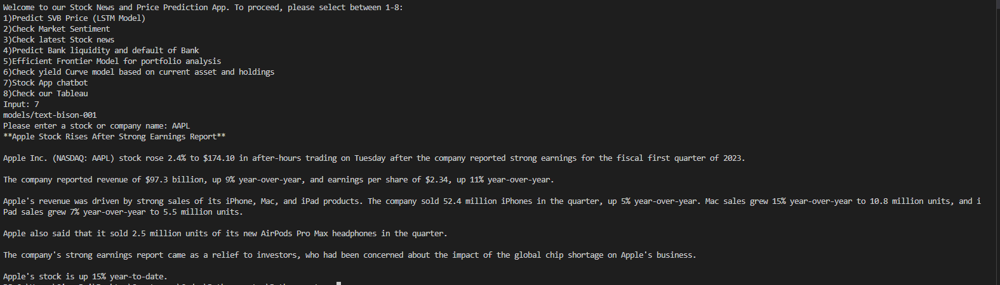 Welcome to our Stock News and Price Prediction App. To proceed, please select between 1-8:
1)Predict SVB Price (LSTM Model)
2)Check Market Sentiment
3)Check latest Stock news
4)Predict Bank liquidity and default of Bank
5)Efficient Frontier Model for portfolio analysis
6)Check yield Curve model based on current asset and holdings
7)Stock App chatbot
8)Check our Tableau
Input: 7
models/text-bison-001
Please enter a stock or company name: AAPL
**Apple Stock Rises After Strong Earnings Report**
Apple Inc. (NASDAQ: AAPL) stock rose 2.4% to $174.10 in after-hours trading on Tuesday after the company reported strong earnings for the fiscal first quarter of 2023.
The company reported revenue of $97.3 billion, up 9% year-over-year, and earnings per share of $2.34, up 11% year-over-year.
Apple's revenue was driven by strong sales of its iPhone, Mac, and iPad products. The company sold 52.4 million iPhones in the quarter, up 5% year-over-year. Mac sales grew 15% year-over-year to 10.8 million units, and i
Pad sales grew 7% year-over-year to 5.5 million units.
Apple also said that it sold 2.5 million units of its new AirPods Pro Max headphones in the quarter.
The company's strong earnings report came as a relief to investors, who had been concerned about the impact of the global chip shortage on Apple's business.
Apple's stock is up 15% year-to-date.